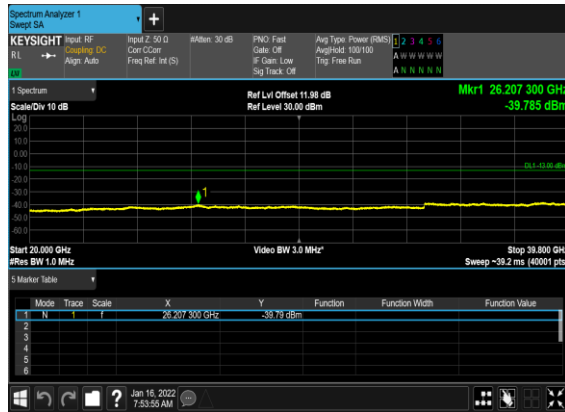 Spectrum Analyzer 1
Swept SA
+
KEYSIGHT Input: RF Input Z: 50 Ω #Atten: 30 dB PNO: Fast Avg Type: Power (RMS) 1 2 3 4 5 6
RL Coupling: DC Corr CCorr Gate: Off Avg|Hold: 100/100 A W W W W W
Align: Auto Freq Ref: Int (S) IF Gain: Low Trig: Free Run
Sig Track: Off A N N N N N
LU
1 Spectrum Ref Lvl Offset 11.98 dB Mkr1 26.207 300 GHz
Scale/Div 10 dB Ref Level 30.00 dBm -39.785 dBm
Log
20.0
10.0
0.00
-10.0
DL1 -13.00 dBm
-20.0
-30.0
1
-40.0
-50.0
-60.0
Start 20.000 GHz Video BW 3.0 MHz* Stop 39.800 GHz
#Res BW 1.0 MHz Sweep ~39.2 ms (40001 pts)
5 Marker Table
Mode Trace Scale X Y Function Function Width Function Value
1 N 1 f 26.207 300 GHz -39.79 dBm
2
3
4
5
6
? Jan 16, 2022
7:53:55 AM